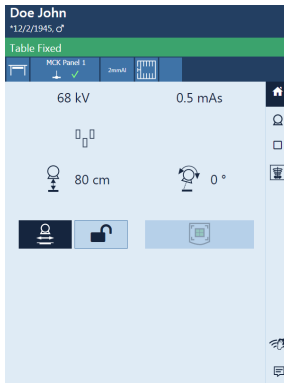 Doe John
*12/2/1945, ♂
Table Fixed
MCK Panel 1
2mmAl
68 kV
0.5 mAs
80 cm
0 °